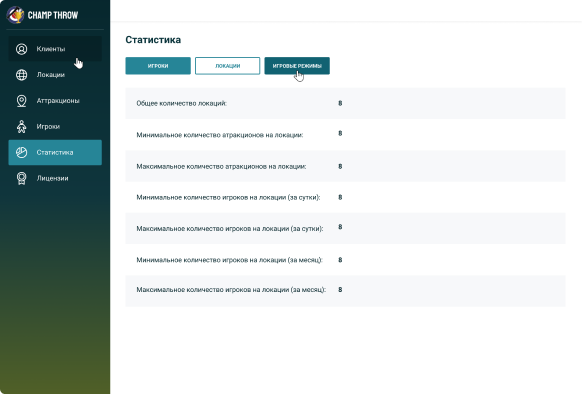 CHAMP THROW
Клиенты
Локации
Аттракционы
Игроки
Статистика
Лицензии
Статистика
ИГРОКИ
ЛОКАЦИИ
ИГРОВЫЕ РЕЖИМЫ
Общее количество локаций: 8
Минимальное количество атракционов на локации: 8
Максимальное количество атракционов на локации: 8
Минимальное количество игроков на локации (за сутки): 8
Максимальное количество игроков на локации (за сутки): 8
Минимальное количество игроков на локации (за месяц): 8
Максимальное количество игроков на локации (за месяц): 8